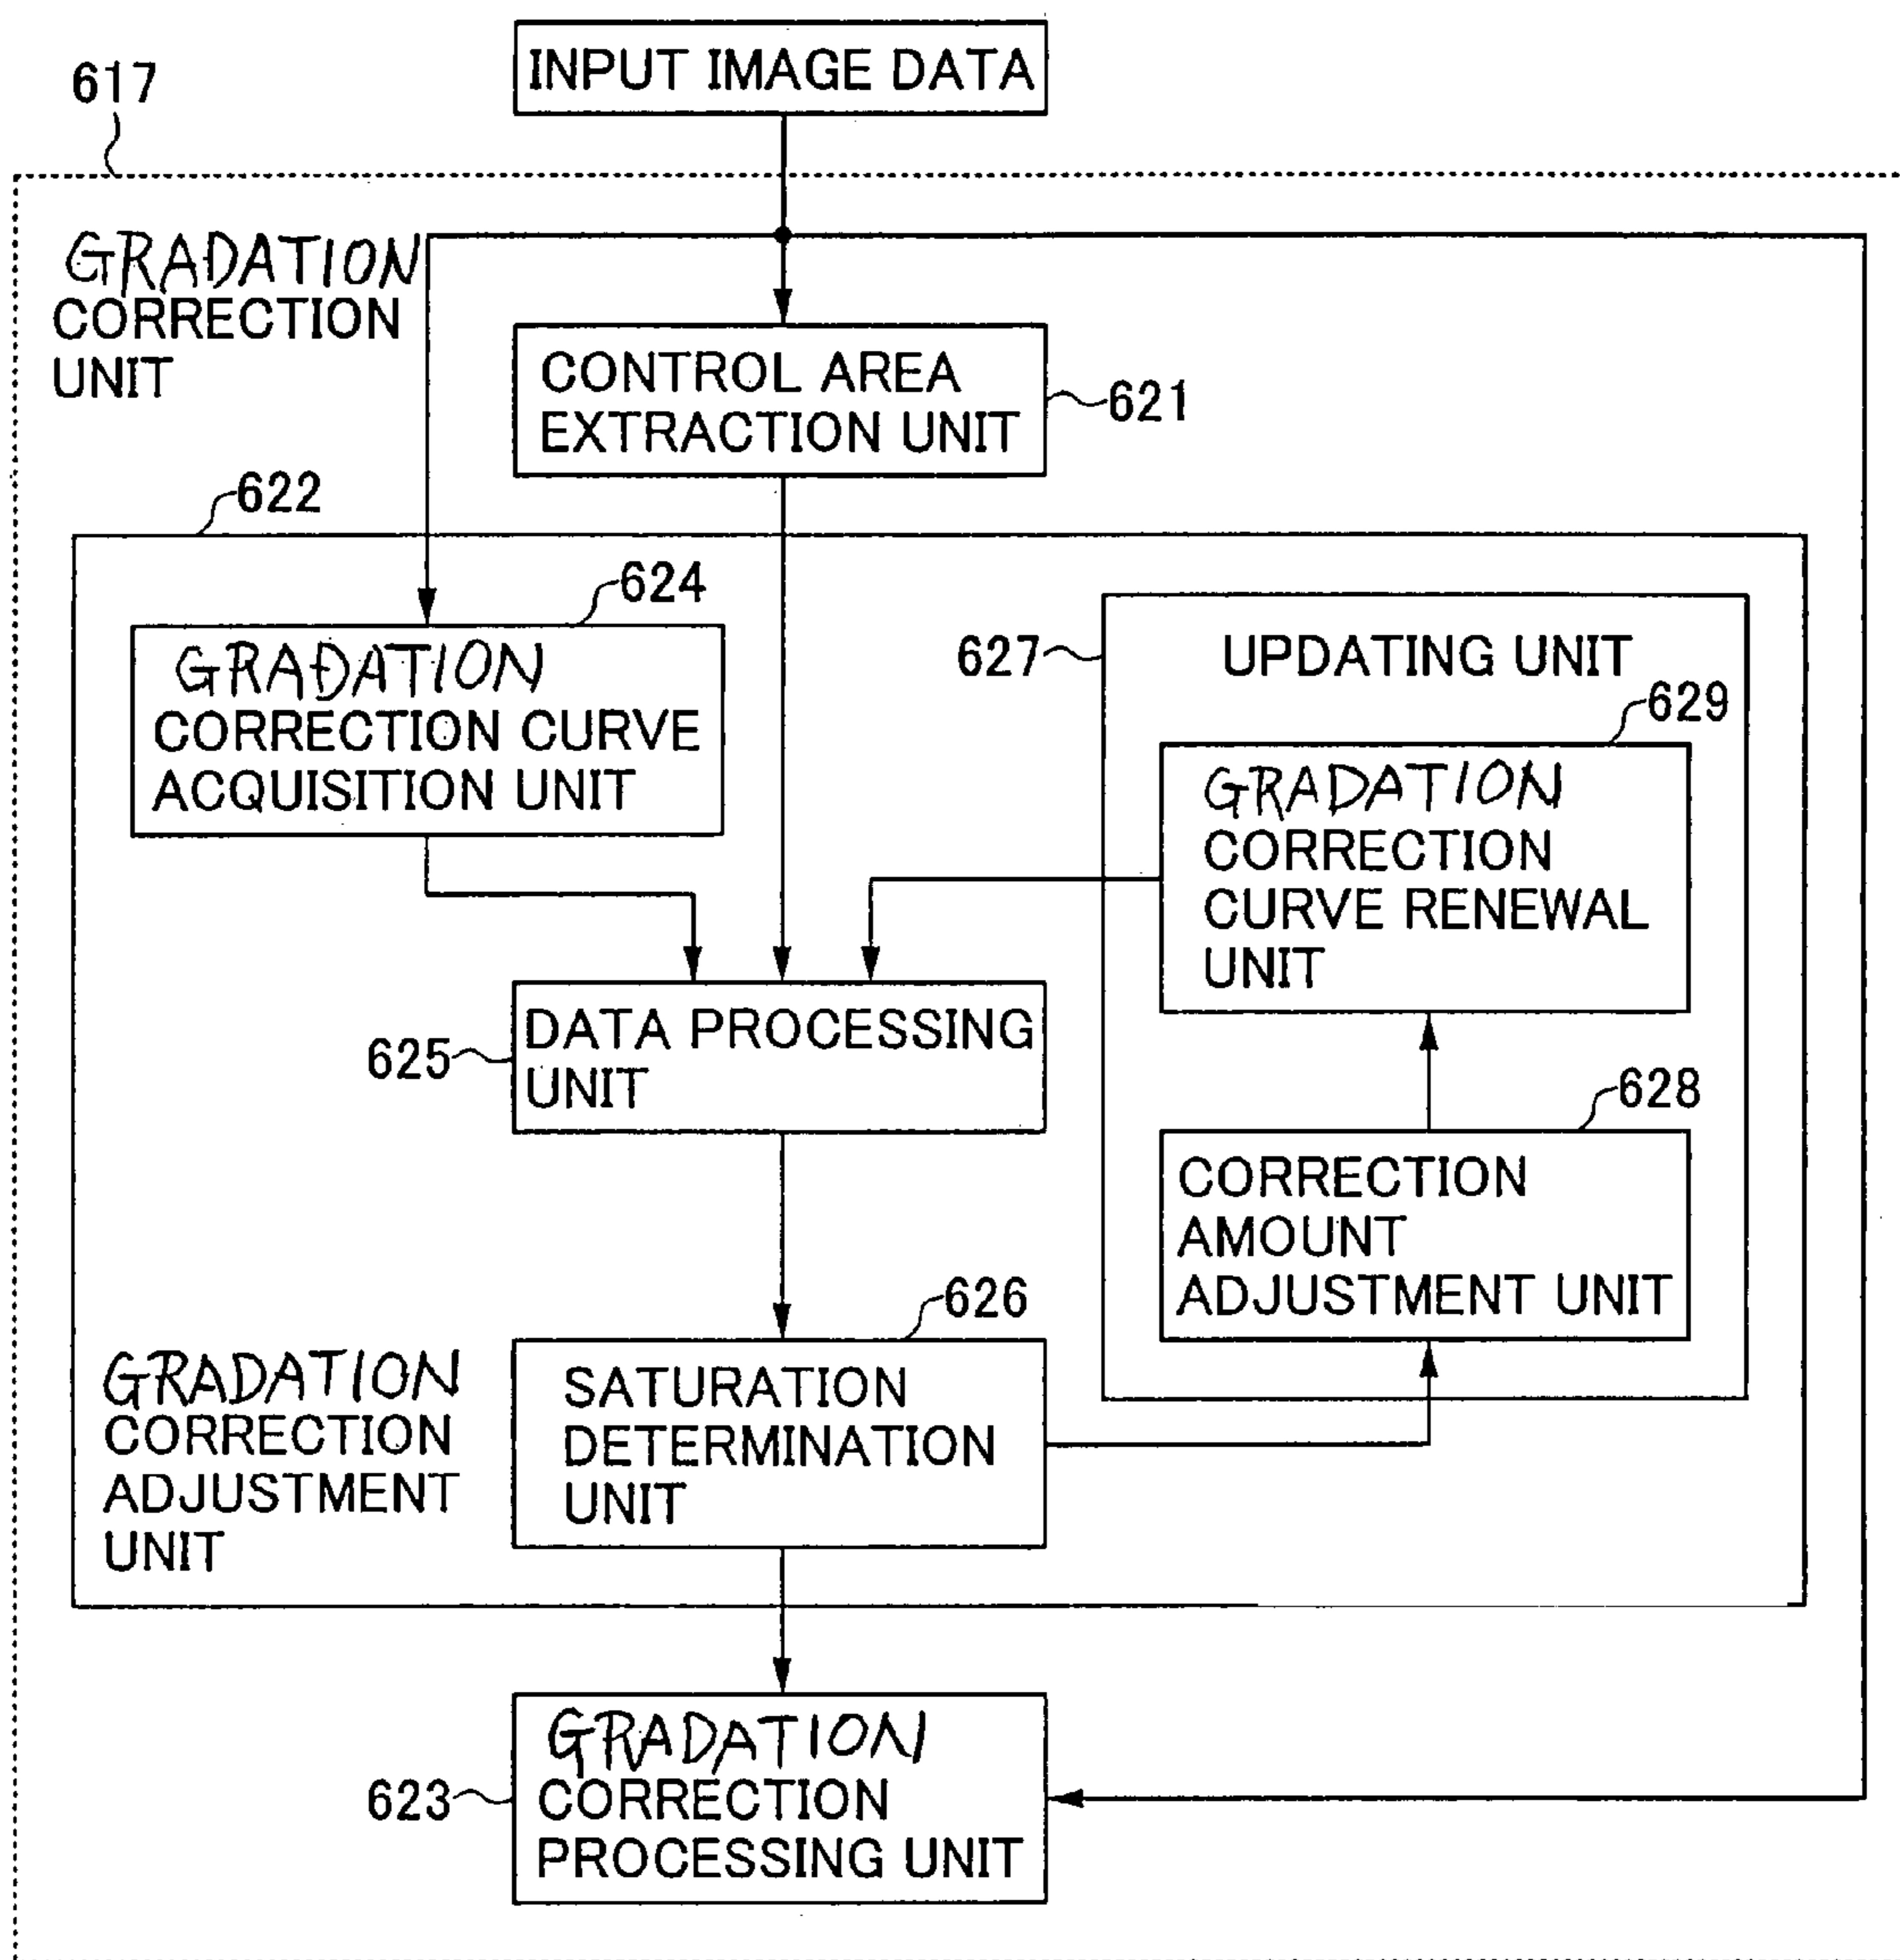 INPUT IMAGE DATA
617
GRADATION
CORRECTION
UNIT
CONTROL AREA
EXTRACTION UNIT
621
622
624
GRADATION
CORRECTION CURVE
ACQUISITION UNIT
627
UPDATING UNIT
629
GRADATION
CORRECTION
CURVE RENEWAL
UNIT
625
DATA PROCESSING
UNIT
628
CORRECTION
AMOUNT
ADJUSTMENT UNIT
626
SATURATION
DETERMINATION
UNIT
GRADATION
CORRECTION
ADJUSTMENT
UNIT
623
GRADATION
CORRECTION
PROCESSING UNIT